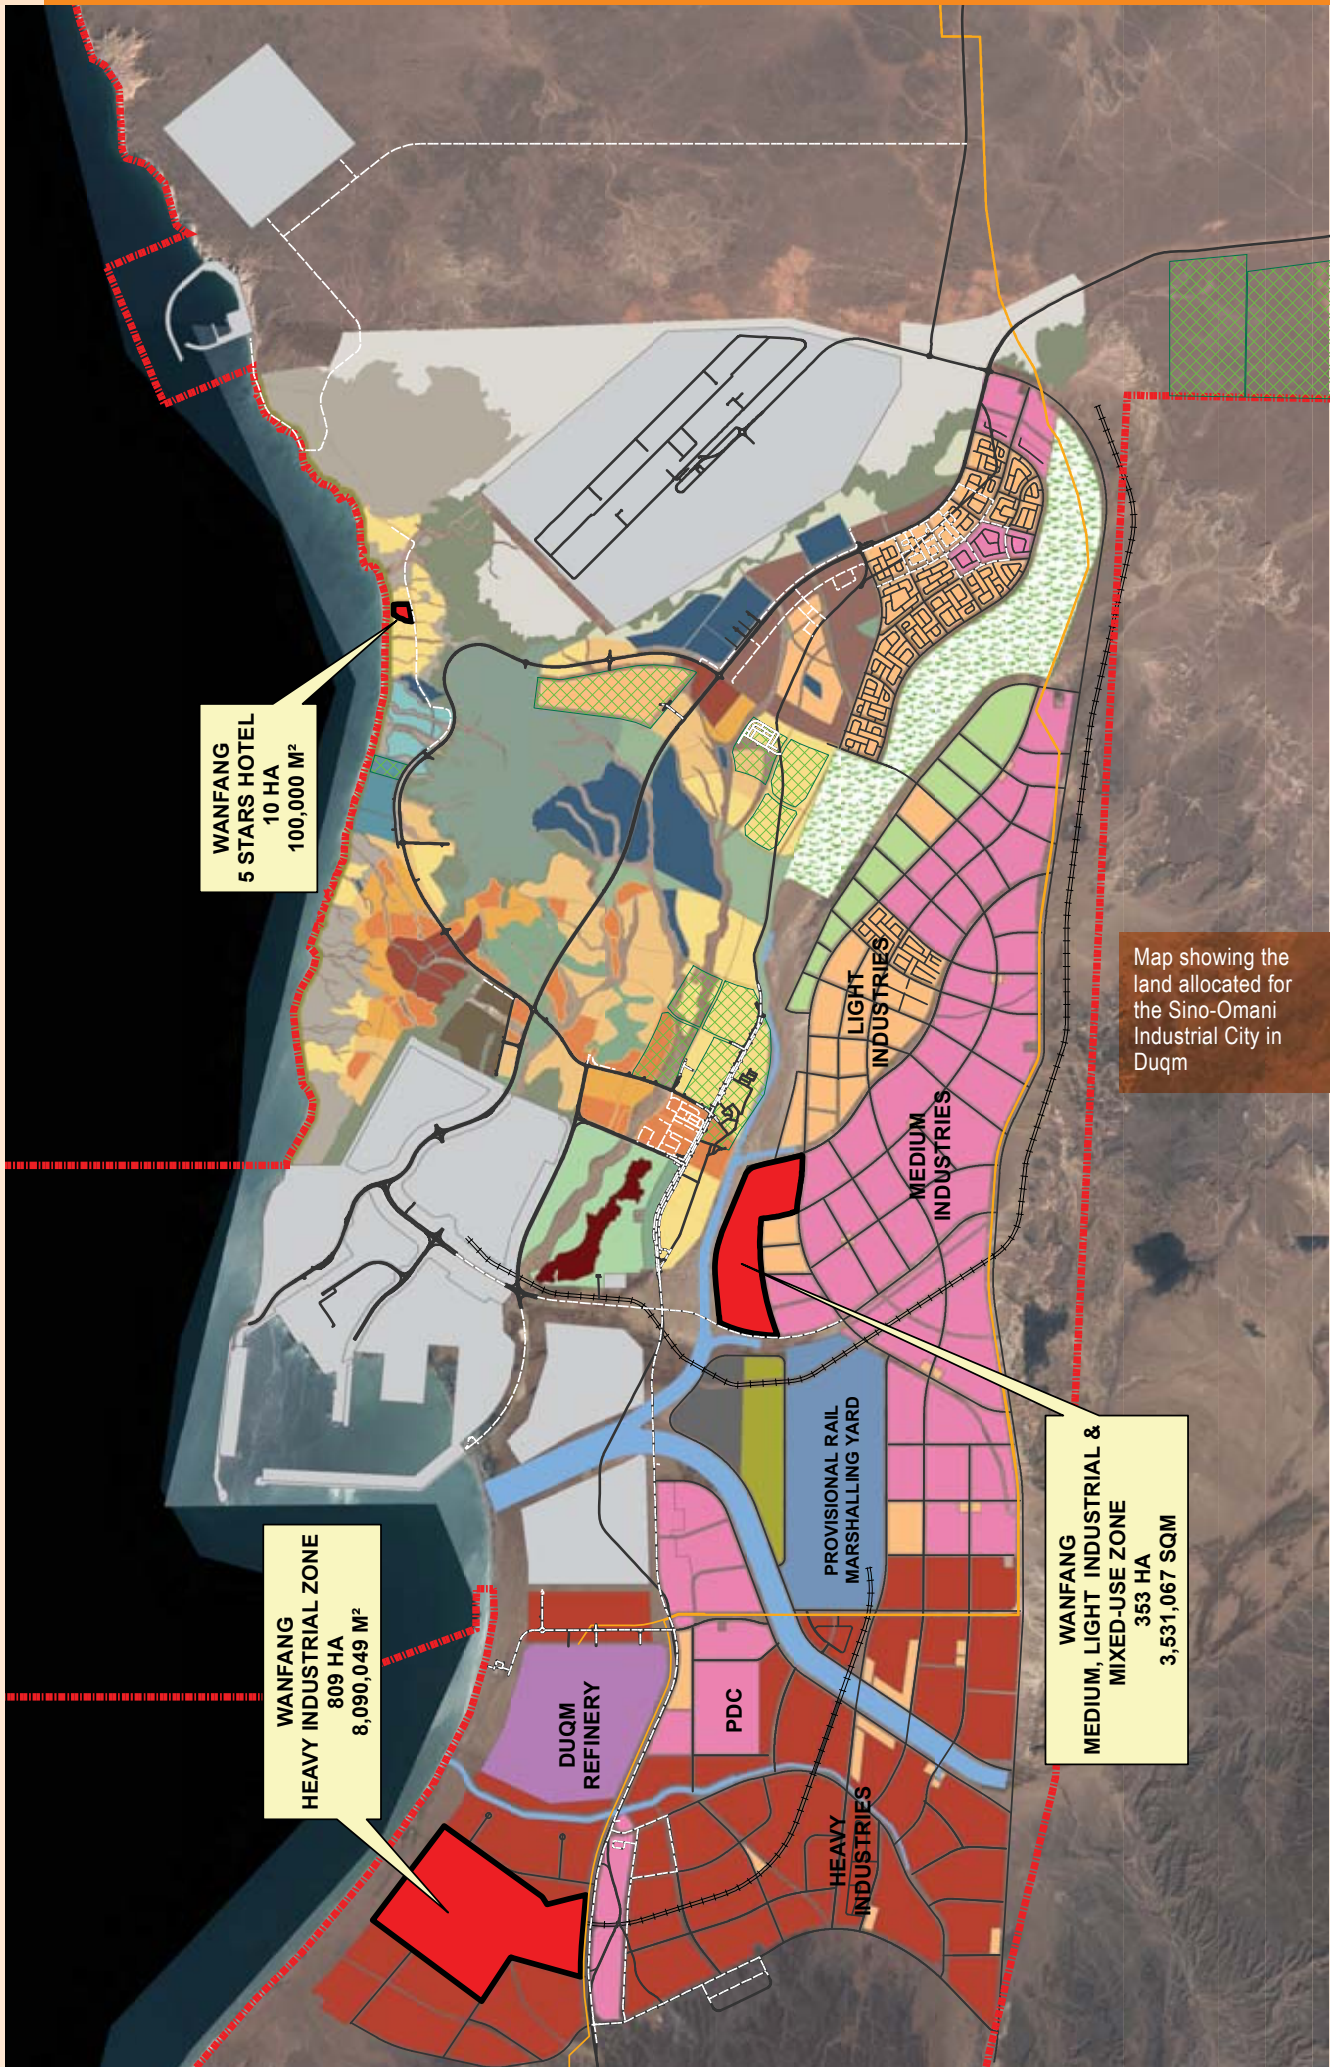 WANFANG
5 STARS HOTEL
10 HA
100,000 M²
Map showing the
land allocated for
the Sino-Omani
Industrial City in
Duqm
LIGHT
INDUSTRIES
MEDIUM
INDUSTRIES
PROVISIONAL RAIL
MARSHALLING YARD
WANFANG
MEDIUM, LIGHT INDUSTRIAL &
MIXED-USE ZONE
353 HA
3,531,067 SQM
WANFANG
HEAVY INDUSTRIAL ZONE
809 HA
8,090,049 M²
DUQM
REFINERY
PDC
HEAVY
INDUSTRIES